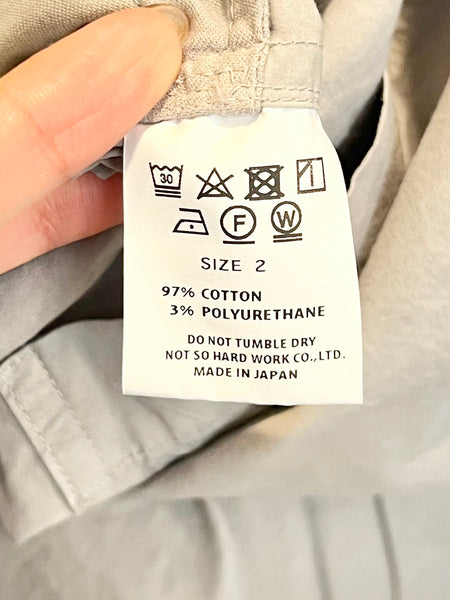 30
F W
SIZE 2
97% COTTON
3% POLYURETHANE
DO NOT TUMBLE DRY
NOT SO HARD WORK CO.,LTD.
MADE IN JAPAN